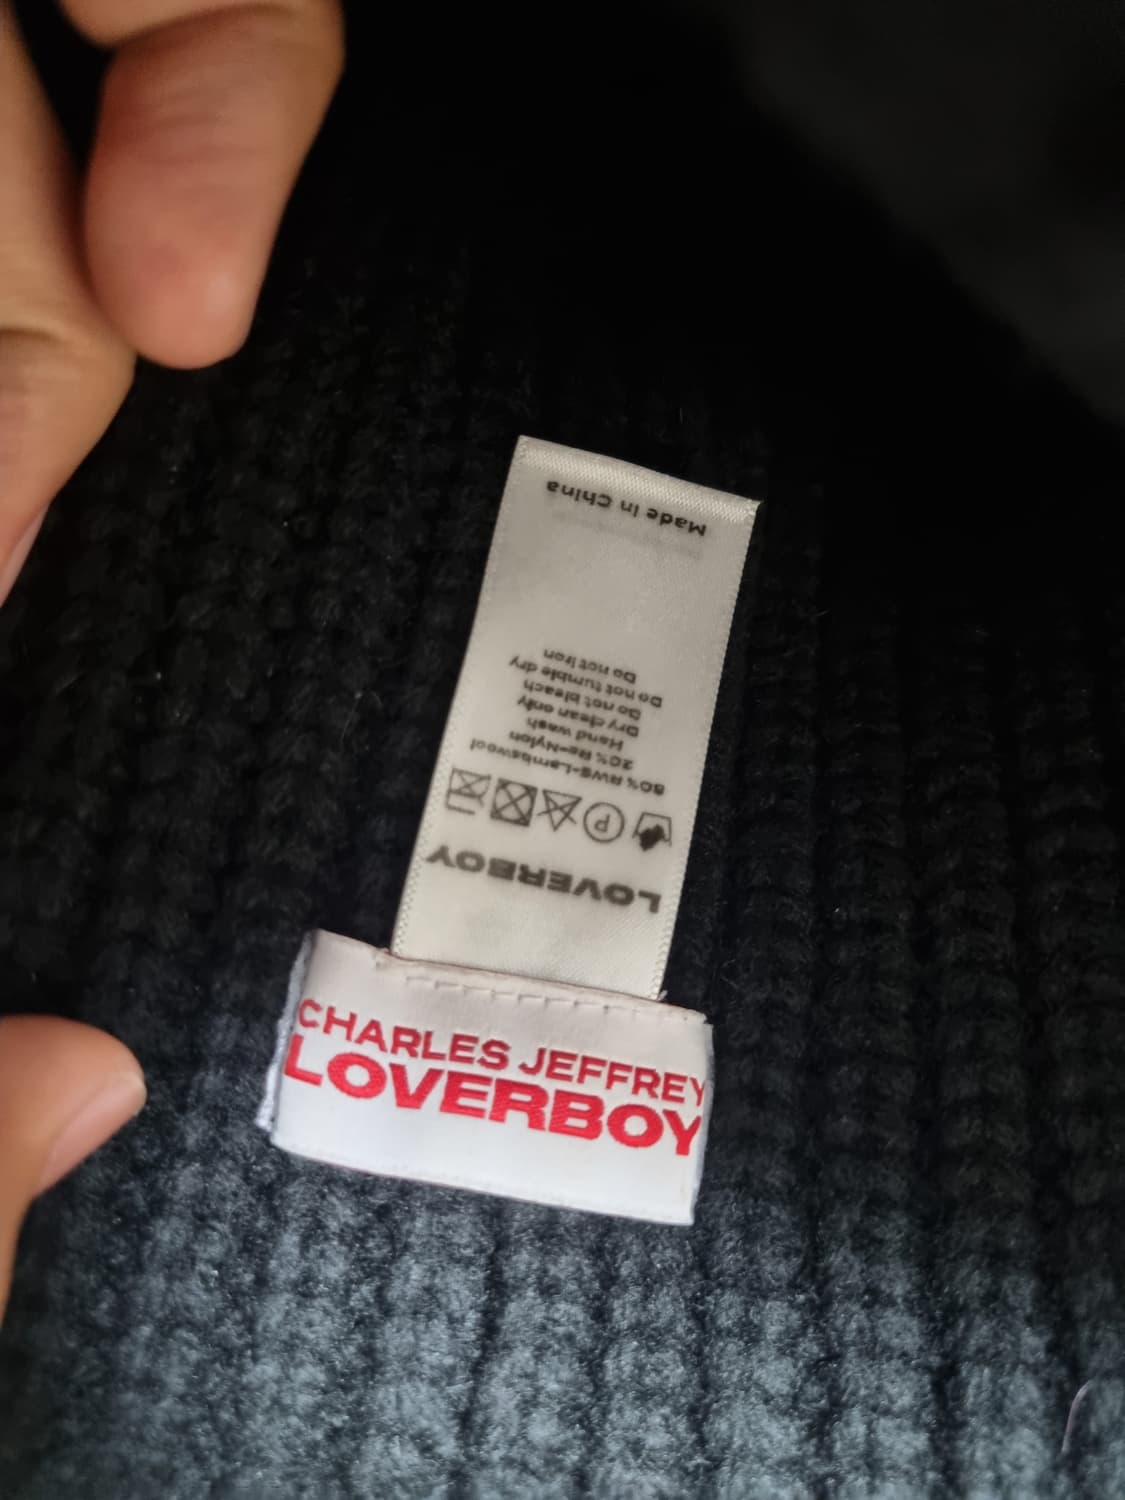 CHARLES JEFFREY
LOVERBOY
LOVERBOY
P
80% RWS-Lambswool
20% Re-Nylon
Hand wash
Dry clean only
Do not bleach
Do not tumble dry
Do not iron
Made in China